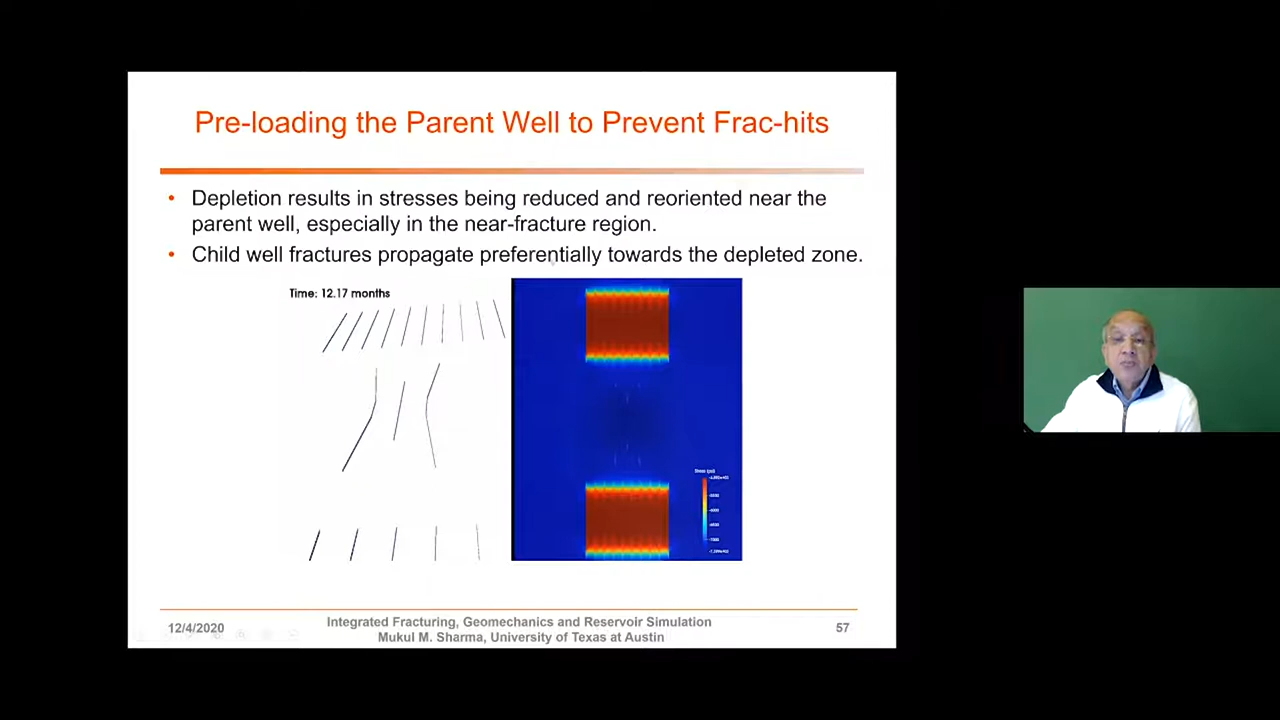 Pre-loading the Parent Well to Prevent Frac-hits
• Depletion results in stresses being reduced and reoriented near the
parent well, especially in the near-fracture region.
• Child well fractures propagate preferentially towards the depleted zone.
Time: 12.17 months
12/4/2020
Integrated Fracturing, Geomechanics and Reservoir Simulation
Mukul M. Sharma, University of Texas at Austin
57